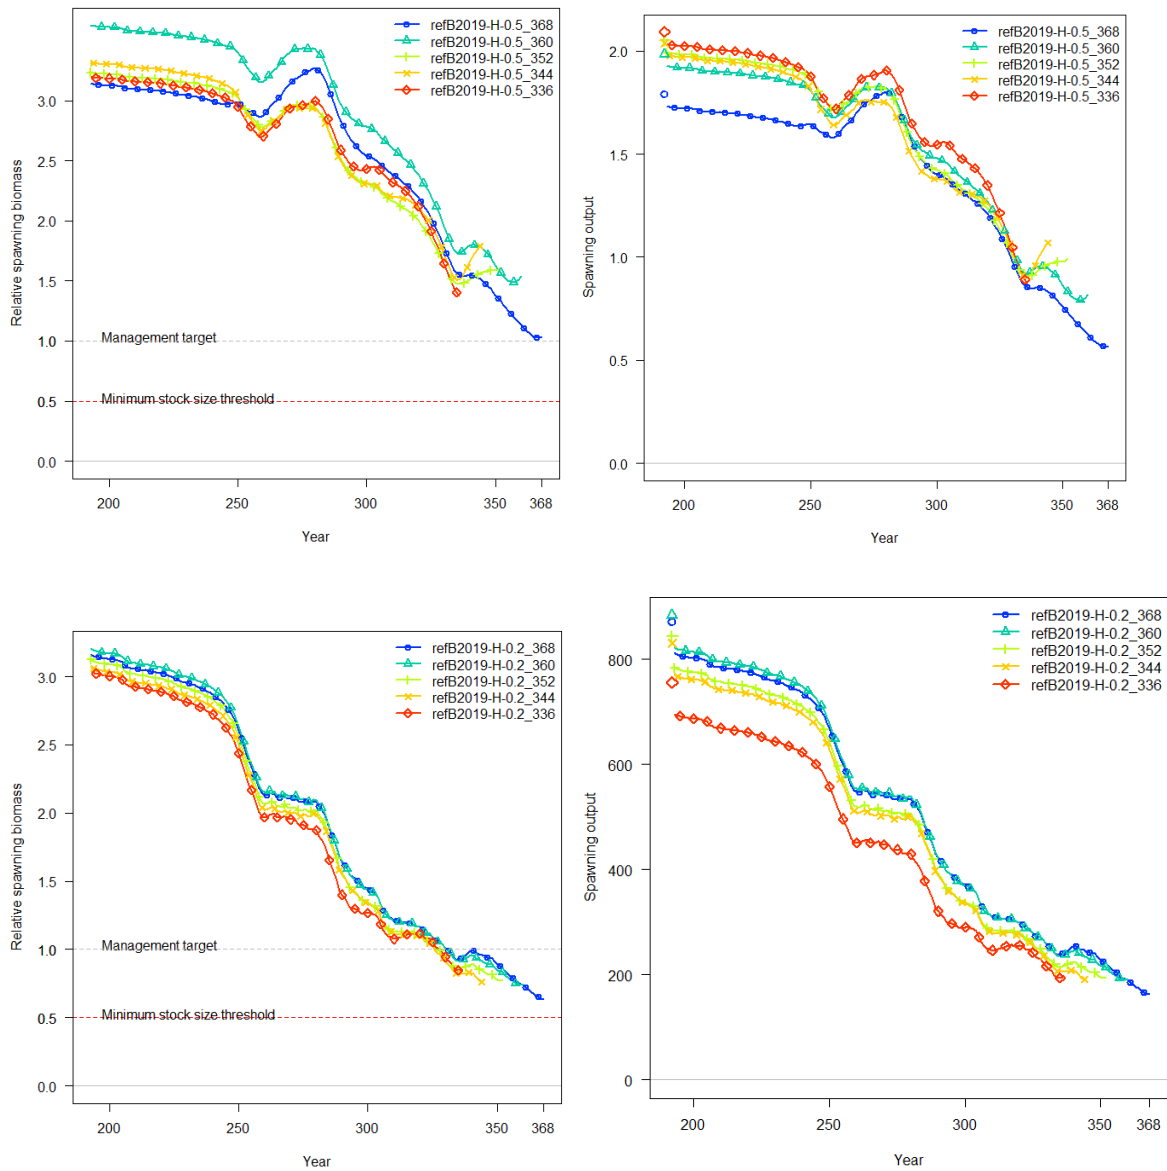 Relative spawning biomass
3.0
2.5
2.0
1.5
1.0
0.5
0.0
refB2019-H-0.5_368
refB2019-H-0.5_360
refB2019-H-0.5_352
refB2019-H-0.5_344
refB2019-H-0.5_336
Management target
Minimum stock size threshold
200
250
300
350
368
Year
Spawning output
2.0
1.5
1.0
0.5
0.0
refB2019-H-0.5_368
refB2019-H-0.5_360
refB2019-H-0.5_352
refB2019-H-0.5_344
refB2019-H-0.5_336
200
250
300
350
368
Year
Relative spawning biomass
3.0
2.5
2.0
1.5
1.0
0.5
0.0
refB2019-H-0.2_368
refB2019-H-0.2_360
refB2019-H-0.2_352
refB2019-H-0.2_344
refB2019-H-0.2_336
Management target
Minimum stock size threshold
200
250
300
350
368
Year
Spawning output
800
600
400
200
0
refB2019-H-0.2_368
refB2019-H-0.2_360
refB2019-H-0.2_352
refB2019-H-0.2_344
refB2019-H-0.2_336
200
250
300
350
368
Year